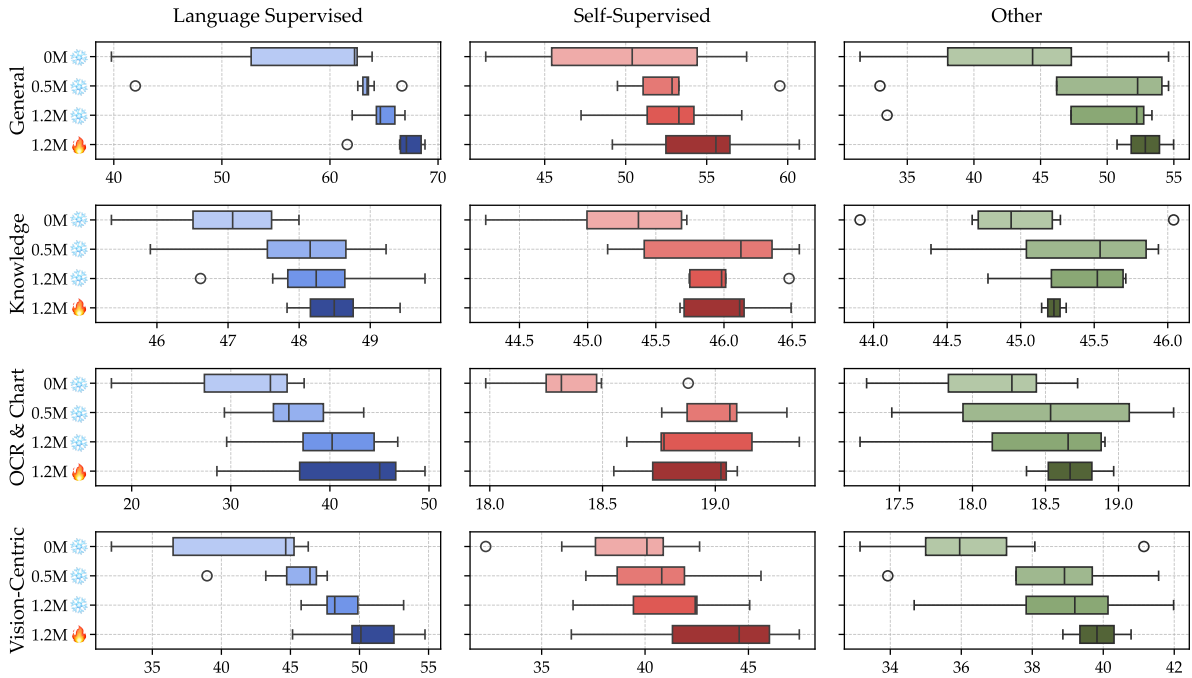 Language Supervised Self-Supervised Other
General
0M ❄️
0.5M ❄️
1.2M ❄️
1.2M 🔥
40 50 60 70 45 50 55 60 35 40 45 50 55
Knowledge
0M ❄️
0.5M ❄️
1.2M ❄️
1.2M 🔥
46 47 48 49 44.5 45.0 45.5 46.0 46.5 44.0 44.5 45.0 45.5 46.0
OCR & Chart
0M ❄️
0.5M ❄️
1.2M ❄️
1.2M 🔥
20 30 40 50 18.0 18.5 19.0 17.5 18.0 18.5 19.0
Vision-Centric
0M ❄️
0.5M ❄️
1.2M ❄️
1.2M 🔥
35 40 45 50 55 35 40 45 34 36 38 40 42